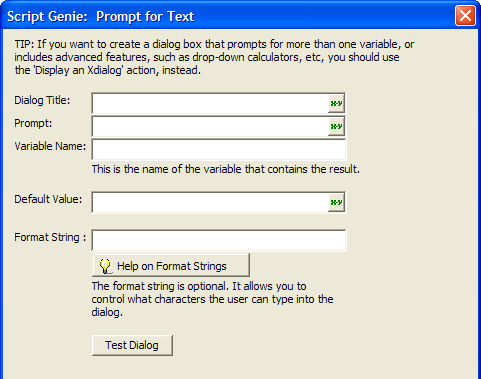 Script Genie: Prompt for Text
TIP: If you want to create a dialog box that prompts for more than one variable, or
includes advanced features, such as drop-down calculators, etc, you should use
the 'Display an Xdialog' action, instead.
Dialog Title:
Prompt:
Variable Name:
This is the name of the variable that contains the result.
Default Value:
Format String :
Help on Format Strings
The format string is optional. It allows you to
control what characters the user can type into the
dialog.
Test Dialog